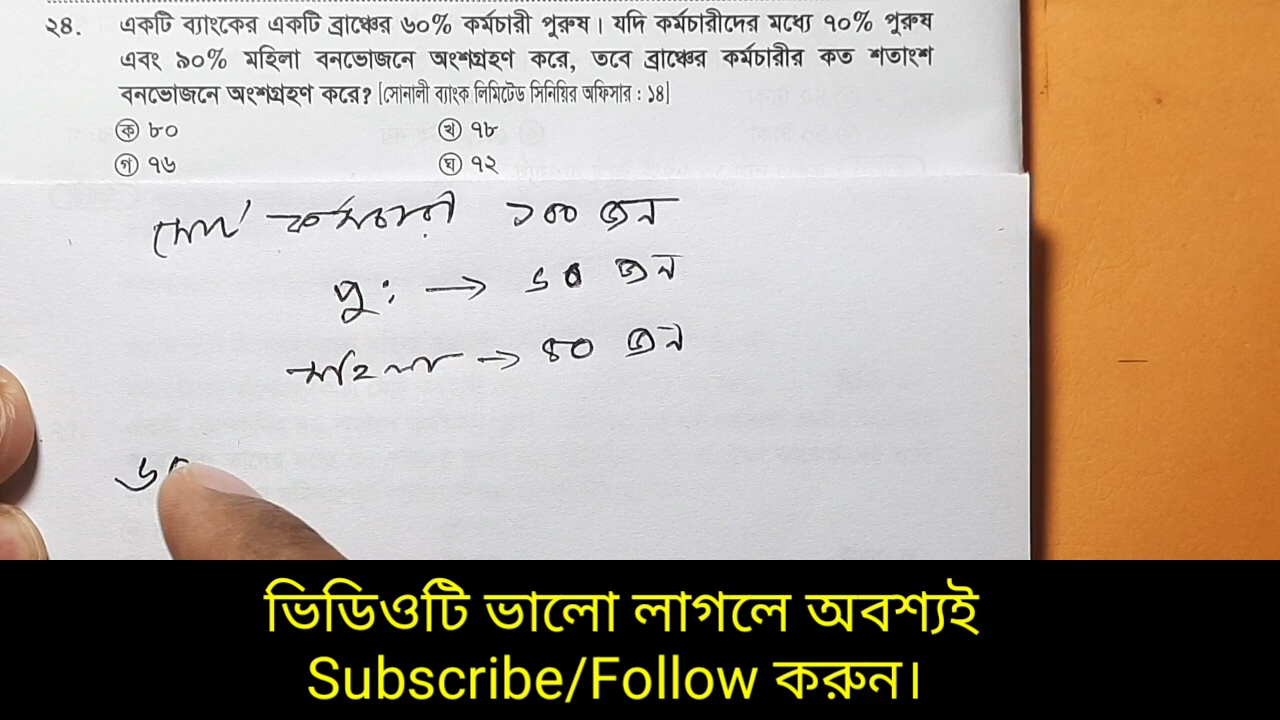 ২৪. একটি ব্যাংকের একটি ব্রাঞ্চের ৬০% কর্মচারী পুরুষ। যদি কর্মচারীদের মধ্যে ৭০% পুরুষ
এবং ৯০% মহিলা বনভোজনে অংশগ্রহণ করে, তবে ব্রাঞ্চের কর্মচারীর কত শতাংশ
বনভোজনে অংশগ্রহণ করে? [সোনালী ব্যাংক লিমিটেড সিনিয়র অফিসার : ১৪]
ক ৮০ খ ৭৮
গ ৭৬ ঘ ৭২
মোট কর্মচারী ১০০ জন
পু: → ৬০ জন
মহিলা → ৪০ জন
৬০
ভিডিওটি ভালো লাগলে অবশ্যই
Subscribe/Follow করুন।